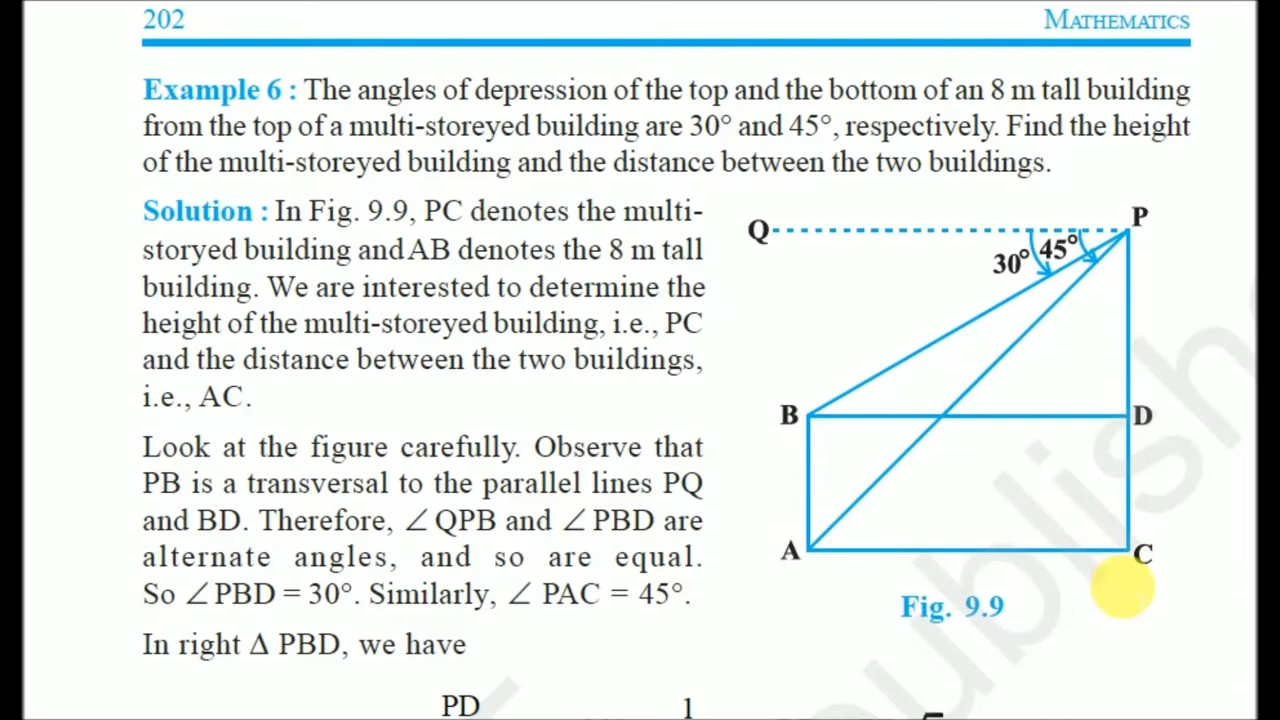 202 MATHEMATICS
Example 6 : The angles of depression of the top and the bottom of an 8 m tall building
from the top of a multi-storeyed building are 30° and 45°, respectively. Find the height
of the multi-storeyed building and the distance between the two buildings.
Solution : In Fig. 9.9, PC denotes the multi-
storyed building and AB denotes the 8 m tall
building. We are interested to determine the
height of the multi-storeyed building, i.e., PC
and the distance between the two buildings,
i.e., AC.
Look at the figure carefully. Observe that
PB is a transversal to the parallel lines PQ
and BD. Therefore, ∠ QPB and ∠ PBD are
alternate angles, and so are equal.
So ∠ PBD = 30°. Similarly, ∠ PAC = 45°.
In right Δ PBD, we have
PD 1
Q P
30° 45°
B D
A C
Fig. 9.9
publish